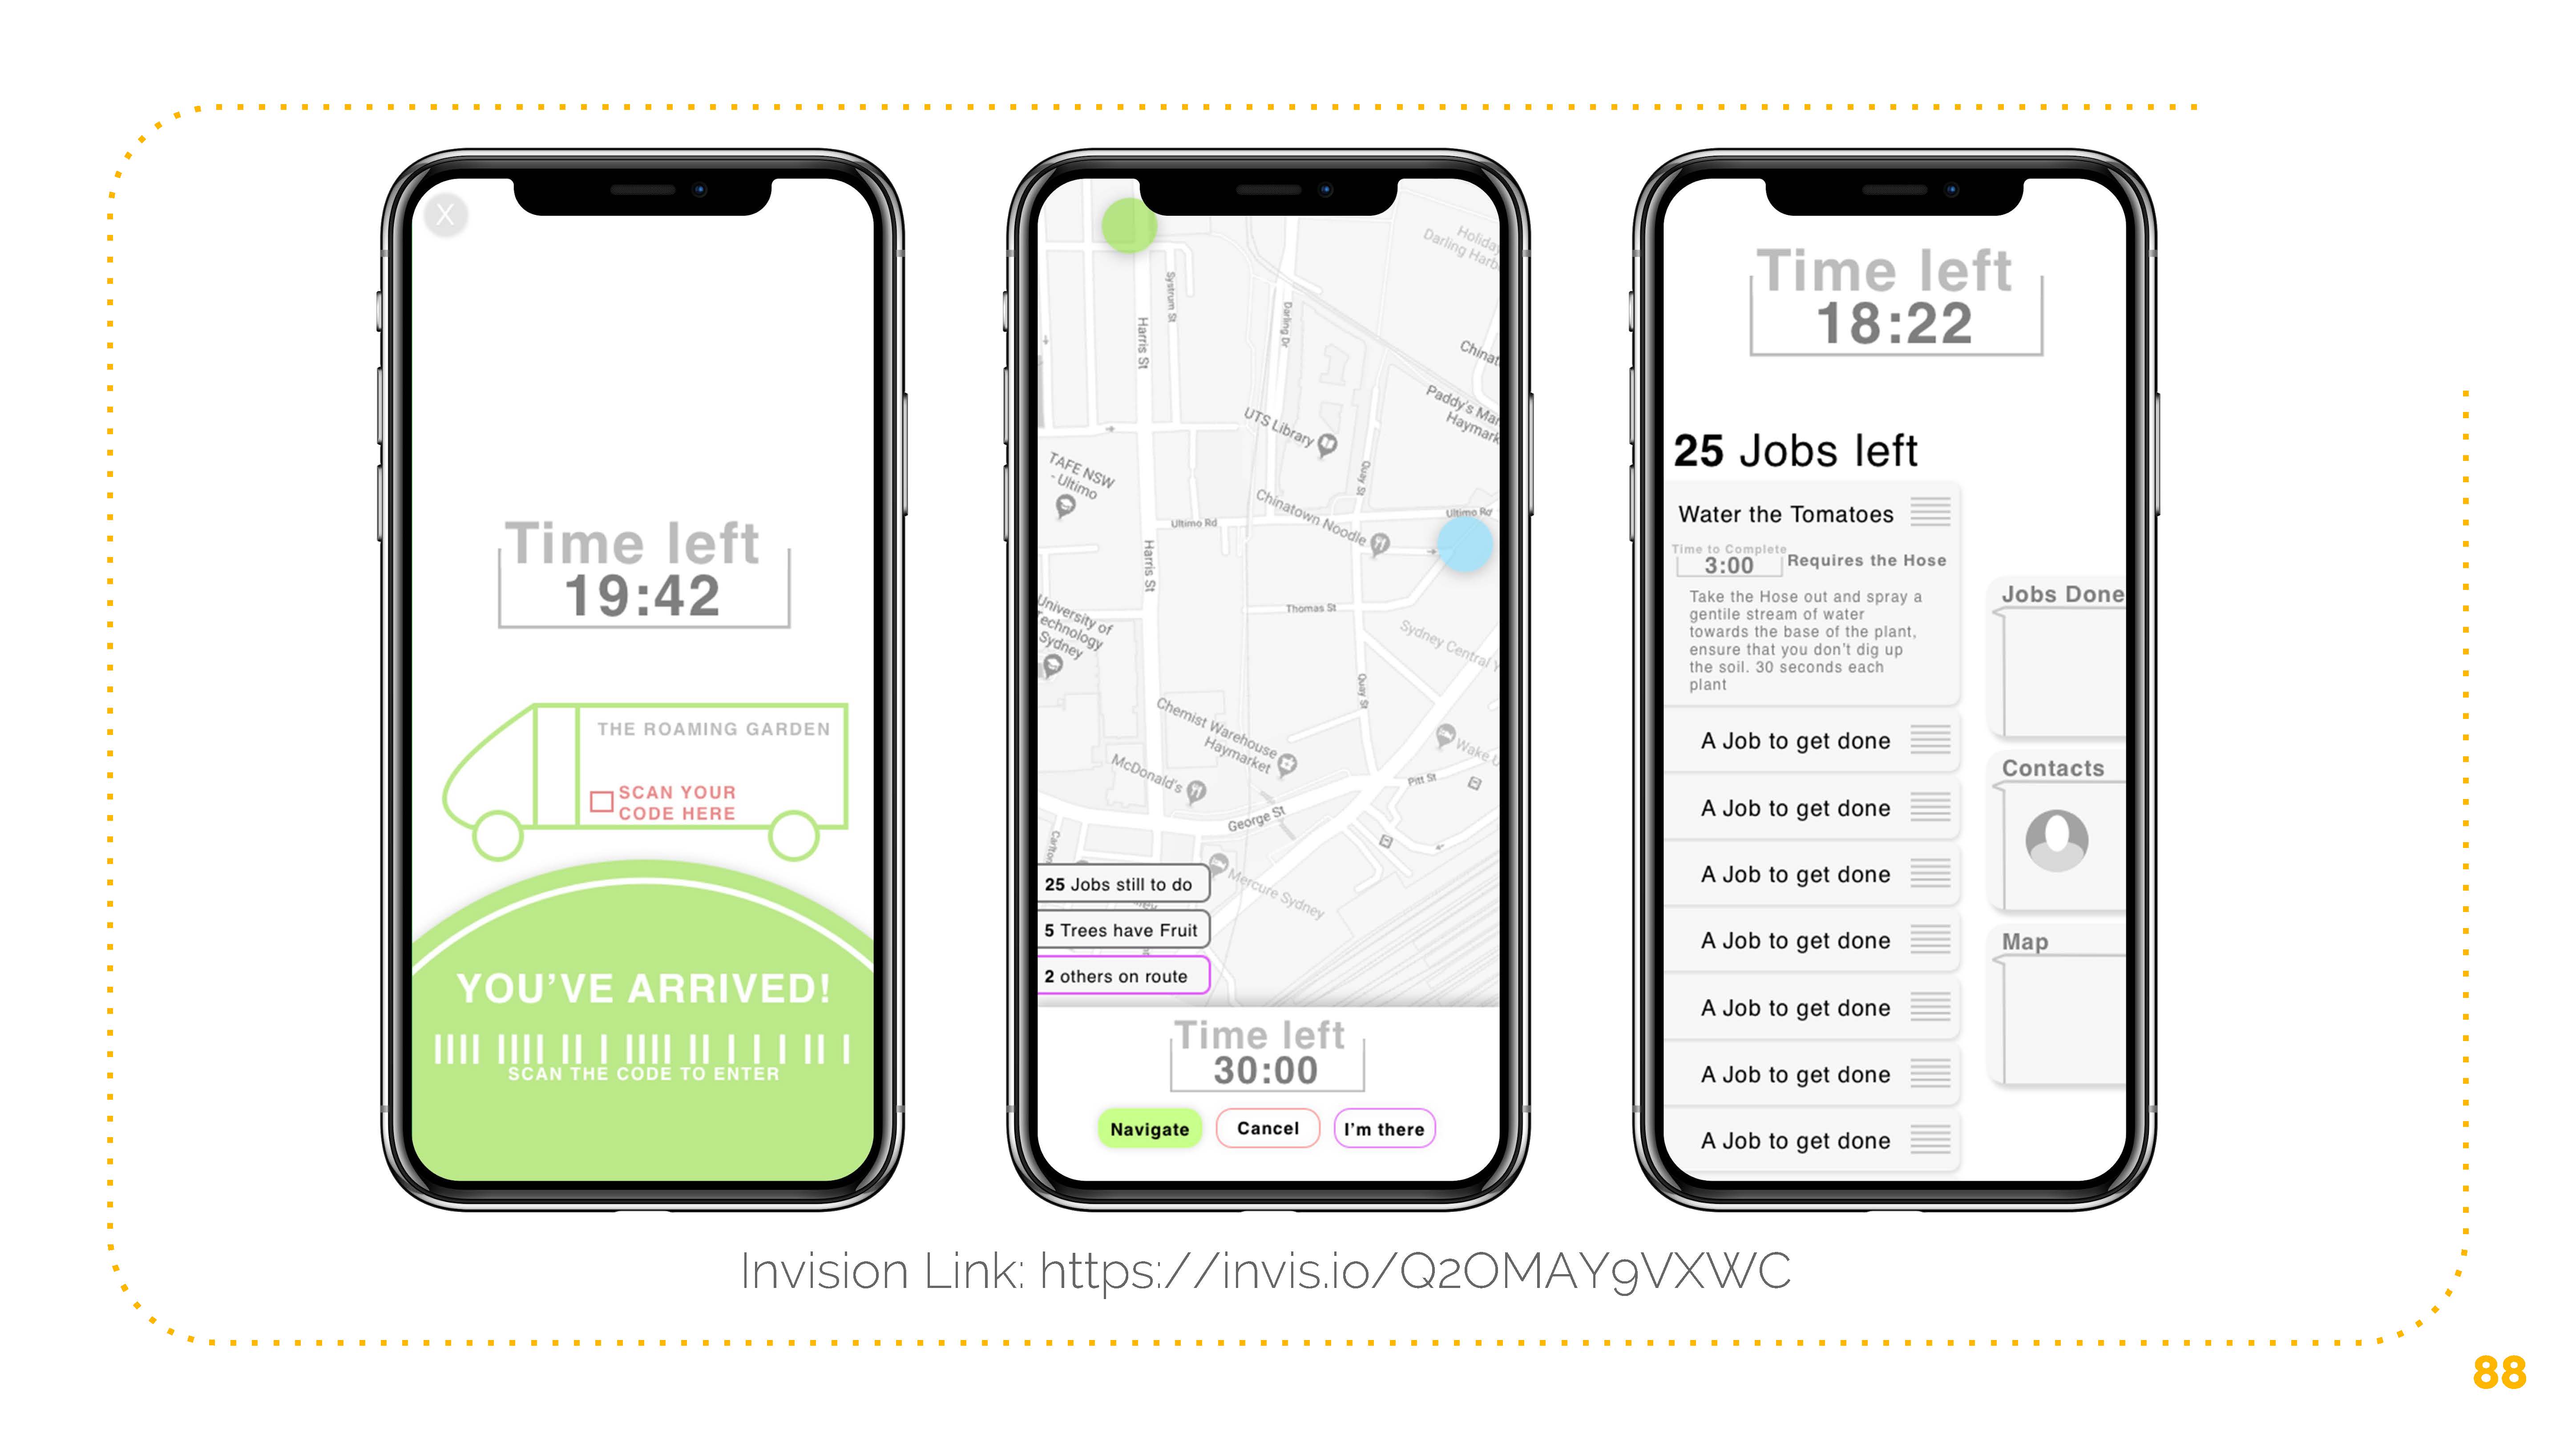 X
Time left
19:42
THE ROAMING GARDEN
SCAN YOUR
CODE HERE
YOU'VE ARRIVED!
SCAN THE CODE TO ENTER
Holiday
Darling Harb
Systrum St
Harris St
Darling Dr
Chinat
Paddy's Mar
Haymark
UTS Library
TAFE NSW
- Ultimo
Quay St
Chinatown Noodle
Ultimo Rd
Ultimo Rd
Harris St
University of
Technology
Sydney
Thomas St
Sydney Central Y
Quay St
Chemist Warehouse
Haymarket
Wake U
McDonald's
Pitt St
George St
Mercure Sydney
25 Jobs still to do
5 Trees have Fruit
2 others on route
Time left
30:00
Navigate
Cancel
I'm there
Time left
18:22
25 Jobs left
Water the Tomatoes
Time to Complete
3:00
Requires the Hose
Take the Hose out and spray a
gentile stream of water
towards the base of the plant,
ensure that you don't dig up
the soil. 30 seconds each
plant
A Job to get done
A Job to get done
A Job to get done
A Job to get done
A Job to get done
A Job to get done
A Job to get done
Jobs Done
Contacts
Map
Invision Link: https://invis.io/Q2OMAY9VXWC
88